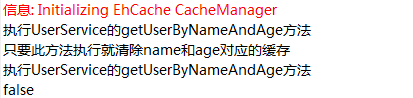 信息: Initializing EhCache CacheManager
执行UserService的getUserByNameAndAge方法
只要此方法执行就清除name和age对应的缓存
执行UserService的getUserByNameAndAge方法
false